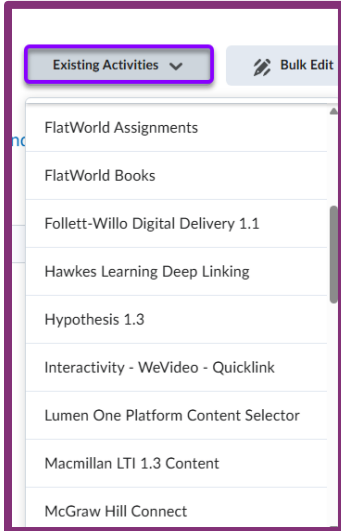 Existing Activities
Bulk Edit
FlatWorld Assignments
FlatWorld Books
Follett-Willo Digital Delivery 1.1
Hawkes Learning Deep Linking
Hypothesis 1.3
Interactivity - WeVideo - Quicklink
Lumen One Platform Content Selector
Macmillan LTI 1.3 Content
McGraw Hill Connect